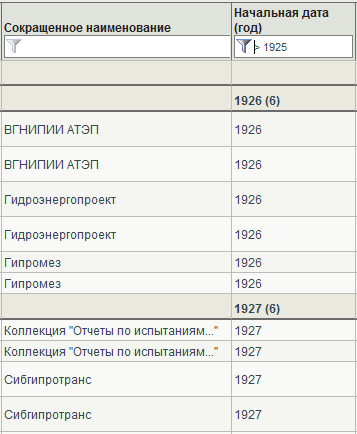 Сокращенное наименование Начальная дата (год)
> 1925
1926 (6)
ВГНИПИИ АТЭП 1926
ВГНИПИИ АТЭП 1926
Гидроэнергопроект 1926
Гидроэнергопроект 1926
Гипромез 1926
Гипромез 1926
1927 (6)
Коллекция "Отчеты по испытаниям..." 1927
Коллекция "Отчеты по испытаниям..." 1927
Сибгипротранс 1927
Сибгипротранс 1927